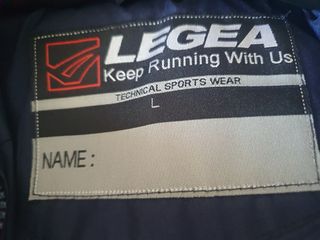 LEGEA
Keep Running With Us
TECHNICAL SPORTS WEAR
L
NAME: